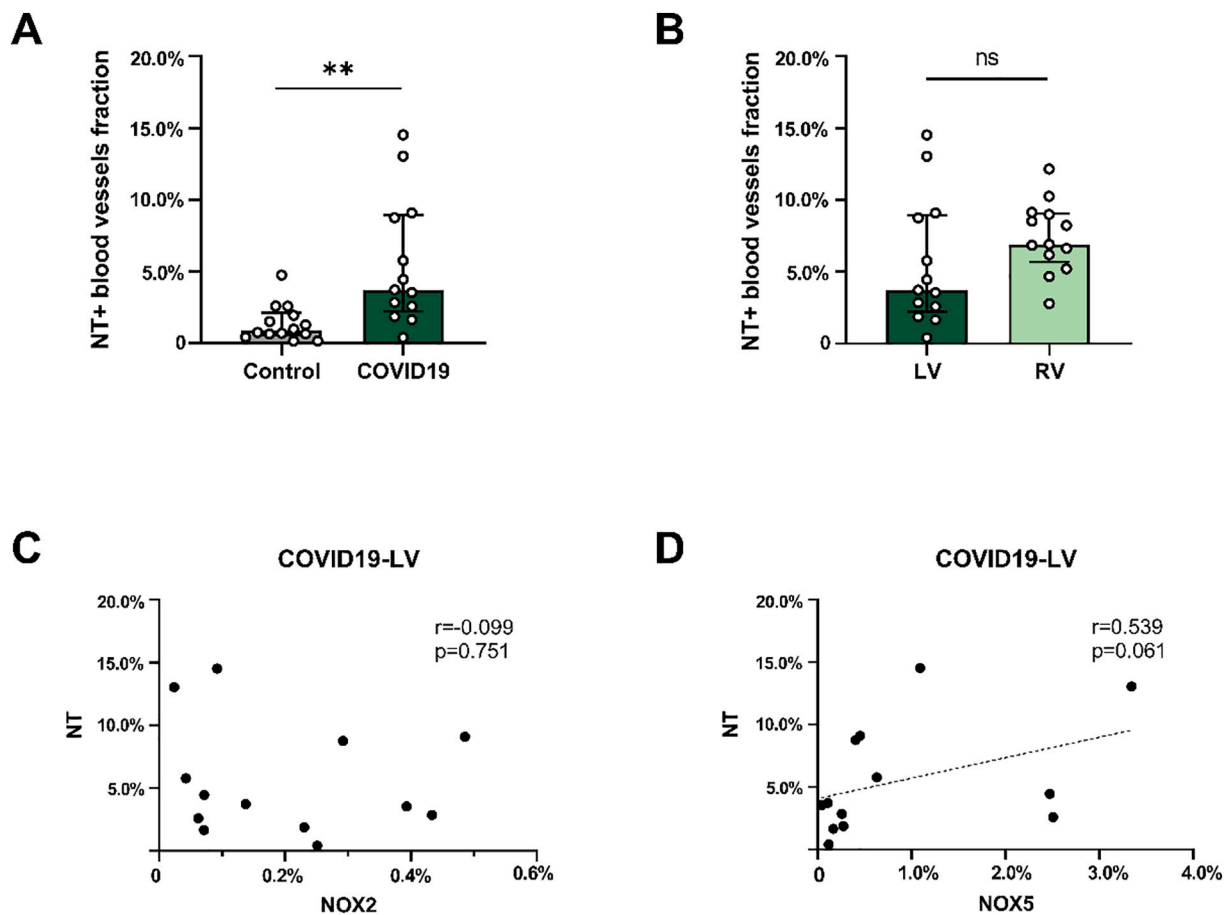 A
NT+ blood vessels fraction
20.0%
15.0%
10.0%
5.0%
0
**
Control
COVID19
B
NT+ blood vessels fraction
20.0%
15.0%
10.0%
5.0%
0
ns
LV
RV
C
COVID19-LV
NT
20.0%
15.0%
10.0%
5.0%
r=-0.099
p=0.751
0
0.2%
0.4%
0.6%
NOX2
D
COVID19-LV
NT
20.0%
15.0%
10.0%
5.0%
r=0.539
p=0.061
0
1.0%
2.0%
3.0%
4.0%
NOX5